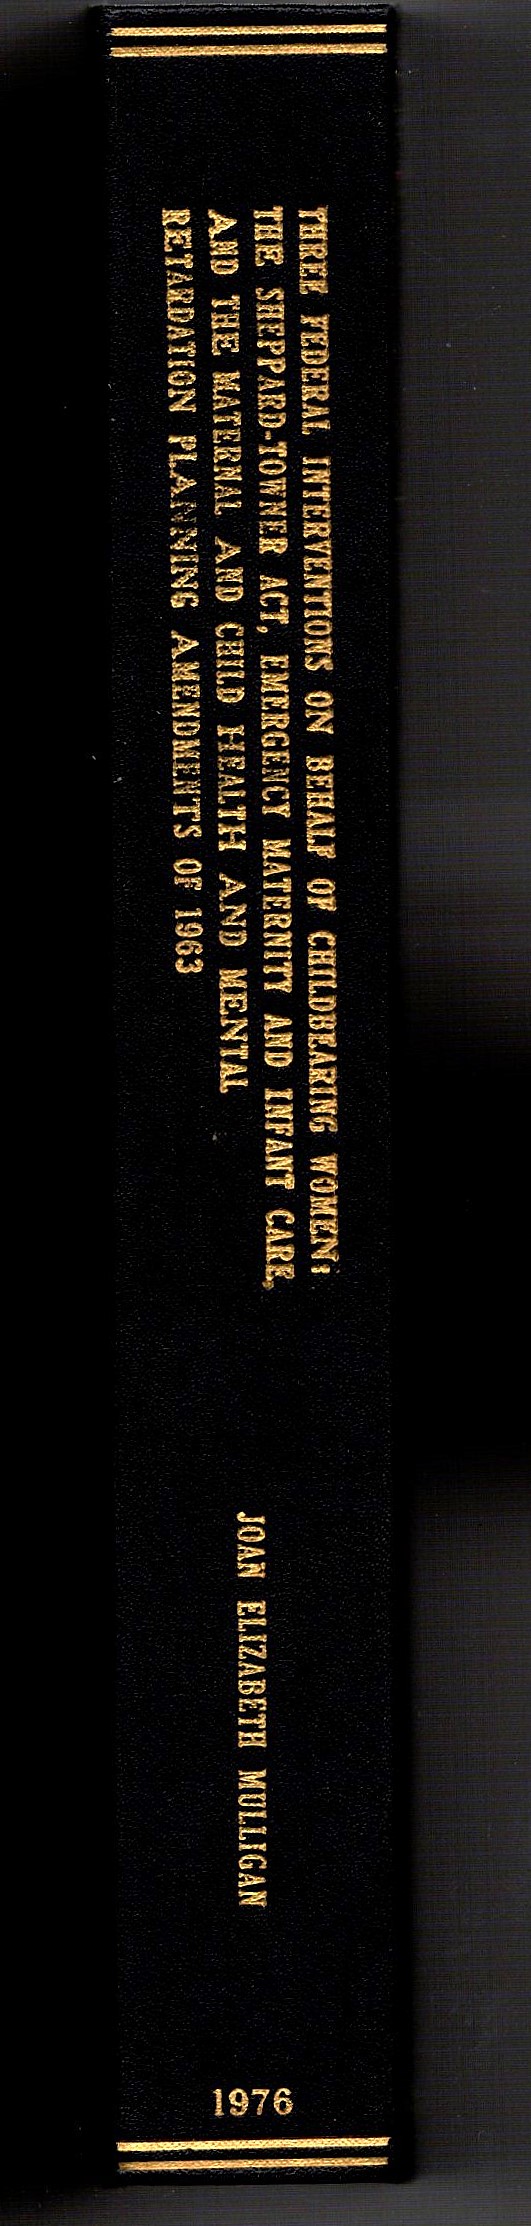 THREE FEDERAL INTERVENTIONS ON BEHALF OF CHILDBEARING WOMEN:
THE SHEPPARD-TOWNER ACT, EMERGENCY MATERNITY AND INFANT CARE,
AND THE MATERNAL AND CHILD HEALTH AND MENTAL
RETARDATION PLANNING AMENDMENTS OF 1963
JOAN ELIZABETH MULLIGAN
1976